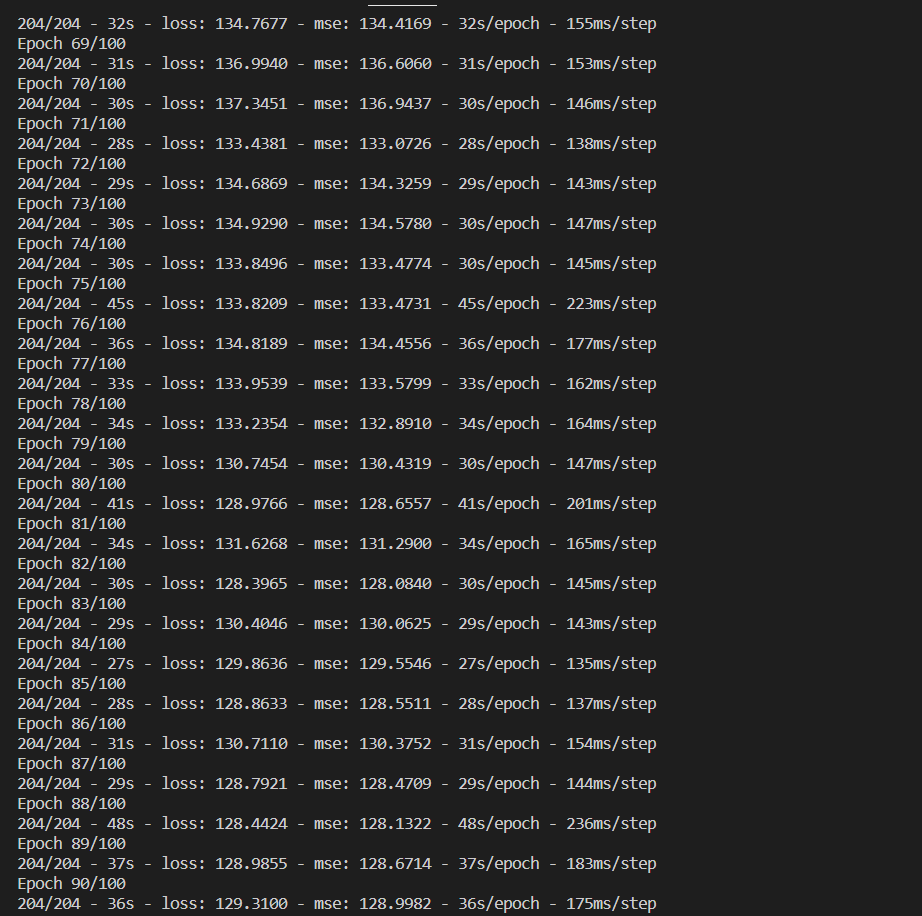 204/204 - 32s - loss: 134.7677 - mse: 134.4169 - 32s/epoch - 155ms/step
Epoch 69/100
204/204 - 31s - loss: 136.9940 - mse: 136.6060 - 31s/epoch - 153ms/step
Epoch 70/100
204/204 - 30s - loss: 137.3451 - mse: 136.9437 - 30s/epoch - 146ms/step
Epoch 71/100
204/204 - 28s - loss: 133.4381 - mse: 133.0726 - 28s/epoch - 138ms/step
Epoch 72/100
204/204 - 29s - loss: 134.6869 - mse: 134.3259 - 29s/epoch - 143ms/step
Epoch 73/100
204/204 - 30s - loss: 134.9290 - mse: 134.5780 - 30s/epoch - 147ms/step
Epoch 74/100
204/204 - 30s - loss: 133.8496 - mse: 133.4774 - 30s/epoch - 145ms/step
Epoch 75/100
204/204 - 45s - loss: 133.8209 - mse: 133.4731 - 45s/epoch - 223ms/step
Epoch 76/100
204/204 - 36s - loss: 134.8189 - mse: 134.4556 - 36s/epoch - 177ms/step
Epoch 77/100
204/204 - 33s - loss: 133.9539 - mse: 133.5799 - 33s/epoch - 162ms/step
Epoch 78/100
204/204 - 34s - loss: 133.2354 - mse: 132.8910 - 34s/epoch - 164ms/step
Epoch 79/100
204/204 - 30s - loss: 130.7454 - mse: 130.4319 - 30s/epoch - 147ms/step
Epoch 80/100
204/204 - 41s - loss: 128.9766 - mse: 128.6557 - 41s/epoch - 201ms/step
Epoch 81/100
204/204 - 34s - loss: 131.6268 - mse: 131.2900 - 34s/epoch - 165ms/step
Epoch 82/100
204/204 - 30s - loss: 128.3965 - mse: 128.0840 - 30s/epoch - 145ms/step
Epoch 83/100
204/204 - 29s - loss: 130.4046 - mse: 130.0625 - 29s/epoch - 143ms/step
Epoch 84/100
204/204 - 27s - loss: 129.8636 - mse: 129.5546 - 27s/epoch - 135ms/step
Epoch 85/100
204/204 - 28s - loss: 128.8633 - mse: 128.5511 - 28s/epoch - 137ms/step
Epoch 86/100
204/204 - 31s - loss: 130.7110 - mse: 130.3752 - 31s/epoch - 154ms/step
Epoch 87/100
204/204 - 29s - loss: 128.7921 - mse: 128.4709 - 29s/epoch - 144ms/step
Epoch 88/100
204/204 - 48s - loss: 128.4424 - mse: 128.1322 - 48s/epoch - 236ms/step
Epoch 89/100
204/204 - 37s - loss: 128.9855 - mse: 128.6714 - 37s/epoch - 183ms/step
Epoch 90/100
204/204 - 36s - loss: 129.3100 - mse: 128.9982 - 36s/epoch - 175ms/step